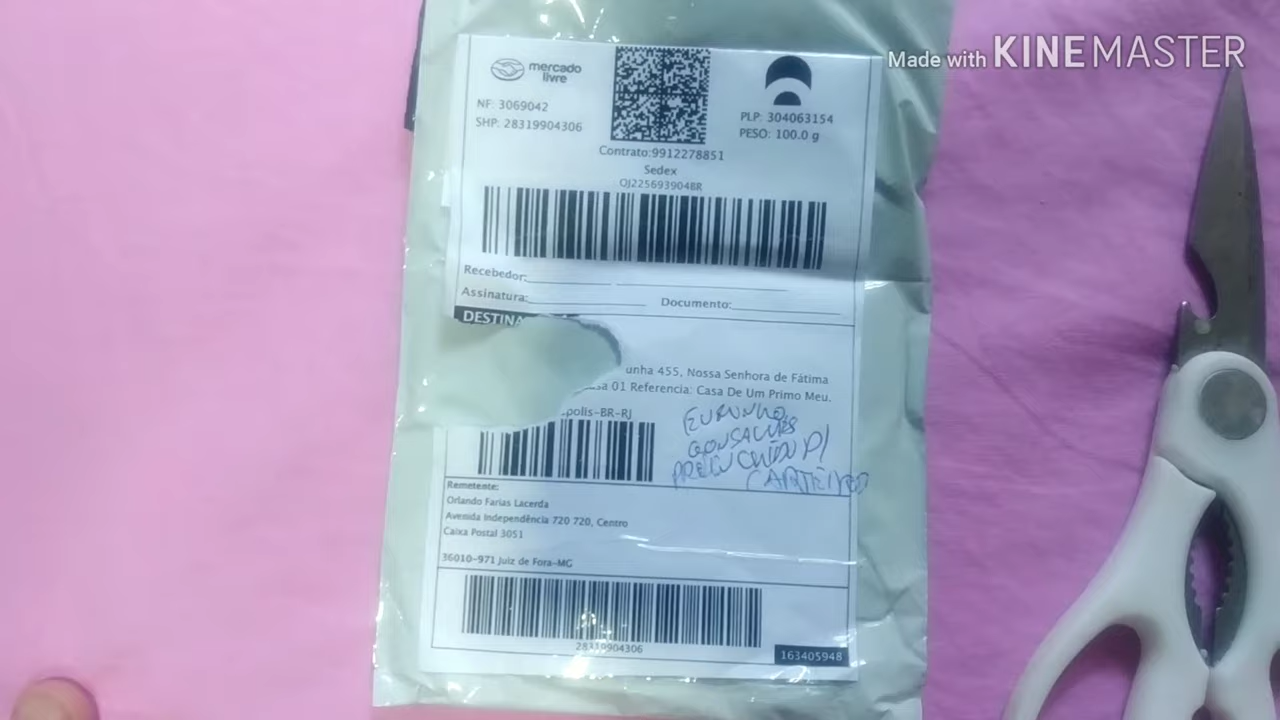 Made with KINEMASTER
mercado
livre
NF: 3069042
SHP: 28319904306
PLP: 304063154
PESO: 100.0 g
Contrato:9912278851
Sedex
OJ225693904BR
Recebedor:
Assinatura: Documento:
DESTINA
unha 455, Nossa Senhora de Fátima
sa 01 Referencia: Casa De Um Primo Meu.
polis-BR-RJ
P/
CARTEIRO
Remetente:
Orlando Farias Lacerda
Avenida Independência 720 720, Centro
Caixa Postal 3051
36010-971 Juiz de Fora-MG
28319904306
163405948